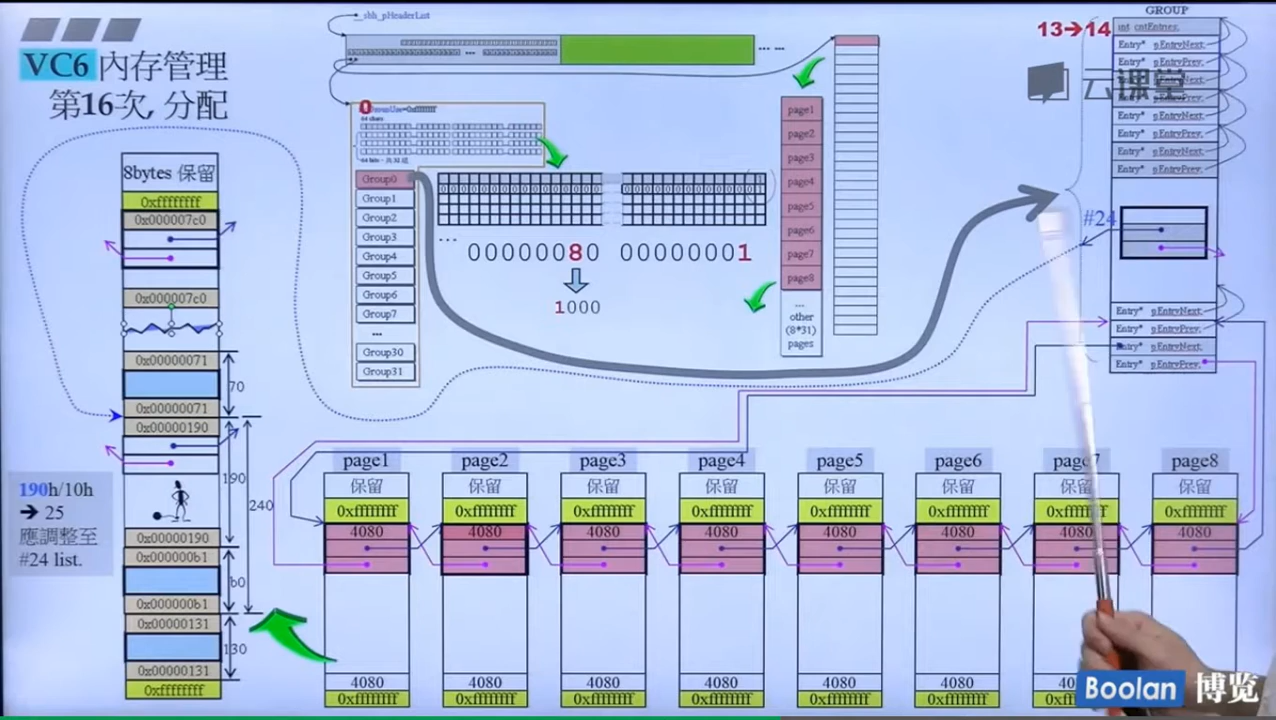 VC6 內存管理
第16次, 分配
_sbh_pHeaderList
... ...
GROUP
13→14
int cntEntries;
Entry* pEntryNext;
Entry* pEntryPrev;
Entry* pEntryNext;
Entry* pEntryPrev;
Entry* pEntryNext;
Entry* pEntryPrev;
Entry* pEntryNext;
Entry* pEntryPrev;
云课堂
#24
Entry* pEntryNext;
Entry* pEntryPrev;
Entry* pEntryNext;
Entry* pEntryPrev;
0
Group0
Group1
Group2
Group3
Group4
Group5
Group6
Group7
...
Group30
Group31
...
00000080 00000001
1000
page1
page2
page3
page4
page5
page6
page7
page8
...
other
(8*31)
pages
8bytes 保留
0xffffffff
0x000007c0
0x000007c0
0x00000071
70
0x00000071
0x00000190
190
240
0x00000190
0x000000b1
b0
0x000000b1
0x00000131
130
0x00000131
0xffffffff
190h/10h
➔ 25
應調整至
#24 list.
page1 page2 page3 page4 page5 page6 page7 page8
保留 保留 保留 保留 保留 保留 保留 保留
0xffffffff 0xffffffff 0xffffffff 0xffffffff 0xffffffff 0xffffffff 0xffffffff 0xffffffff
4080 4080 4080 4080 4080 4080 4080 4080
4080 4080 4080 4080 4080 4080
0xffffffff 0xffffffff 0xffffffff 0xffffffff 0xffffffff 0xffffffff
Boolan 博览